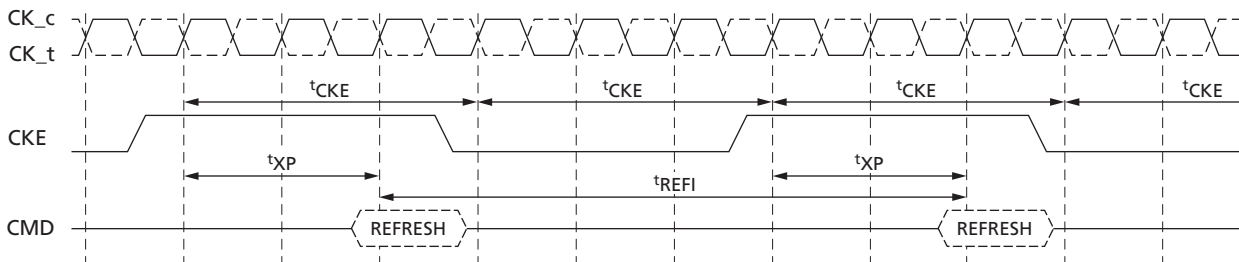 CK_c
CK_t
tCKE tCKE tCKE tCKE
CKE
tXP tXP
tREFI
CMD REFRESH REFRESH